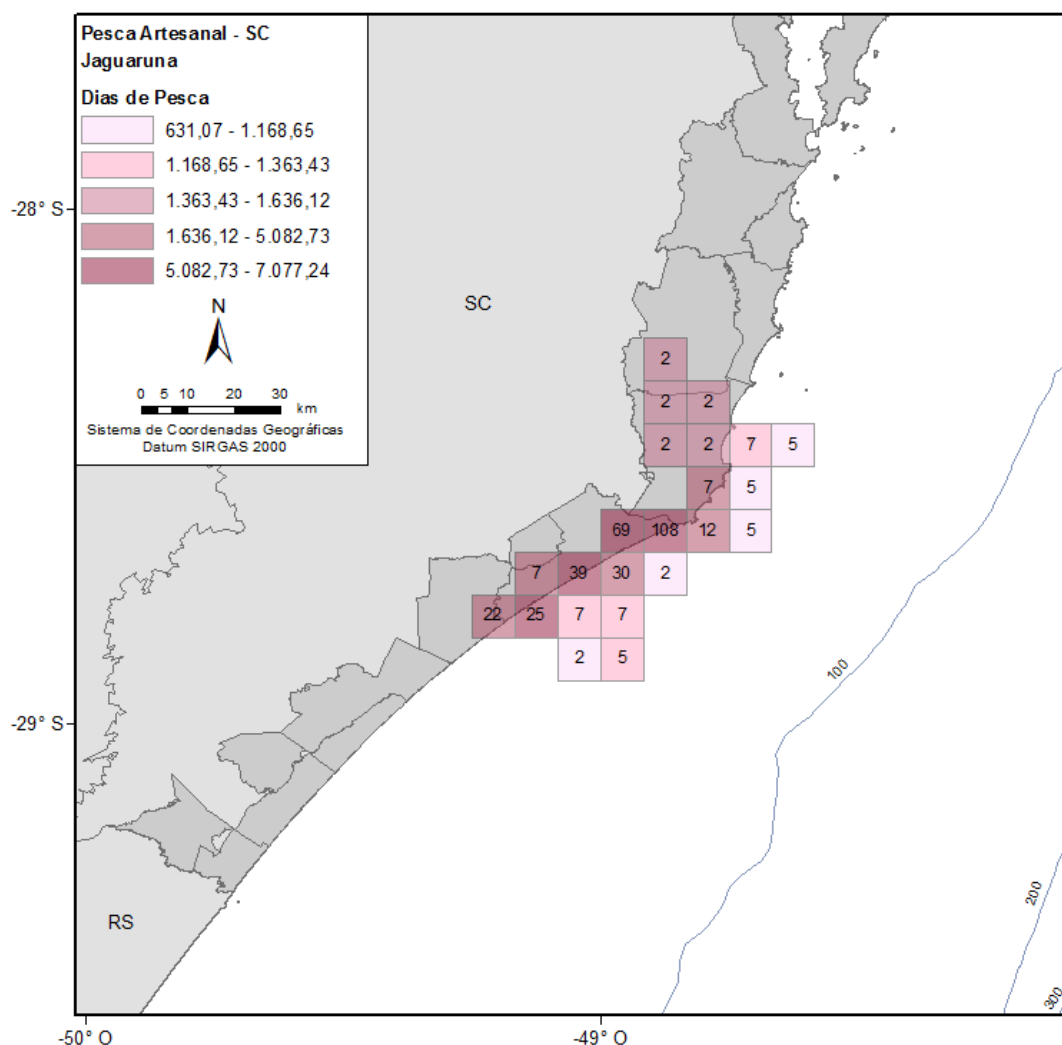 Pesca Artesanal - SC
Jaguaruna
Dias de Pesca
631,07 - 1.168,65
1.168,65 - 1.363,43
1.363,43 - 1.636,12
1.636,12 - 5.082,73
5.082,73 - 7.077,24
N
0 5 10 20 30
km
Sistema de Coordenadas Geográficas
Datum SIRGAS 2000
-28° S
SC
2
2 2
2 2 7 5
7 5
69 108 12 5
7 39 30 2
22 25 7 7
2 5
100
-29° S
200
RS
300
-50° O -49° O